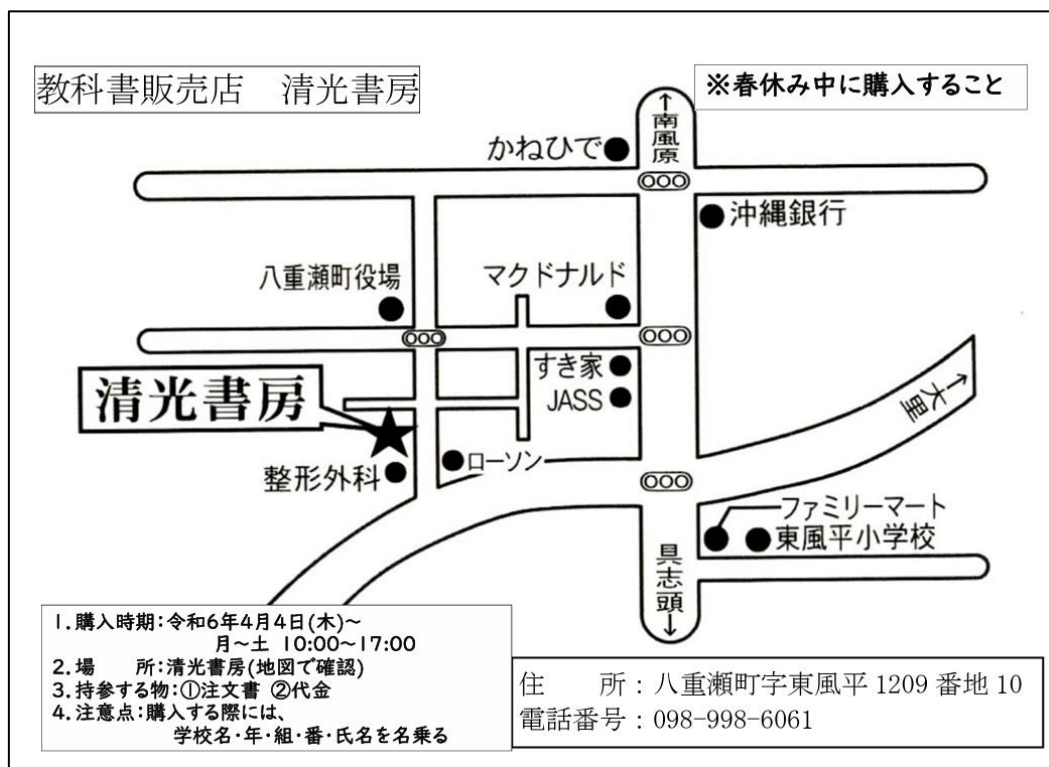 教科書販売店　清光書房
※春休み中に購入すること
↑南風原
かねひで
沖縄銀行
八重瀬町役場
マクドナルド
すき家
JASS
↑大里
清光書房
整形外科
ローソン
ファミリーマート
東風平小学校
具志頭↓
1.購入時期:令和6年4月4日(木)~
月~土 10:00~17:00
2.場　　所:清光書房(地図で確認)
3.持参する物:①注文書 ②代金
4.注意点:購入する際には、
学校名・年・組・番・氏名を名乗る
住　　所：八重瀬町字東風平 1209 番地 10
電話番号：098-998-6061